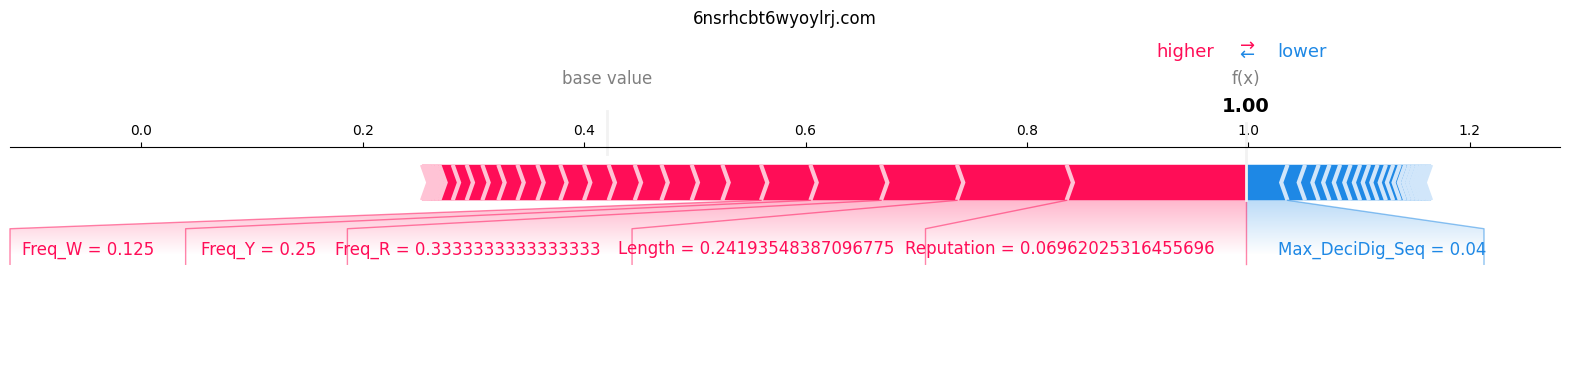 6nsrhcbt6wyoylrj.com
higher ⇄ lower
base value f(x)
1.00
0.0 0.2 0.4 0.6 0.8 1.0 1.2
Freq_W = 0.125 Freq_Y = 0.25 Freq_R = 0.3333333333333333 Length = 0.24193548387096775 Reputation = 0.06962025316455696 Max_DeciDig_Seq = 0.04